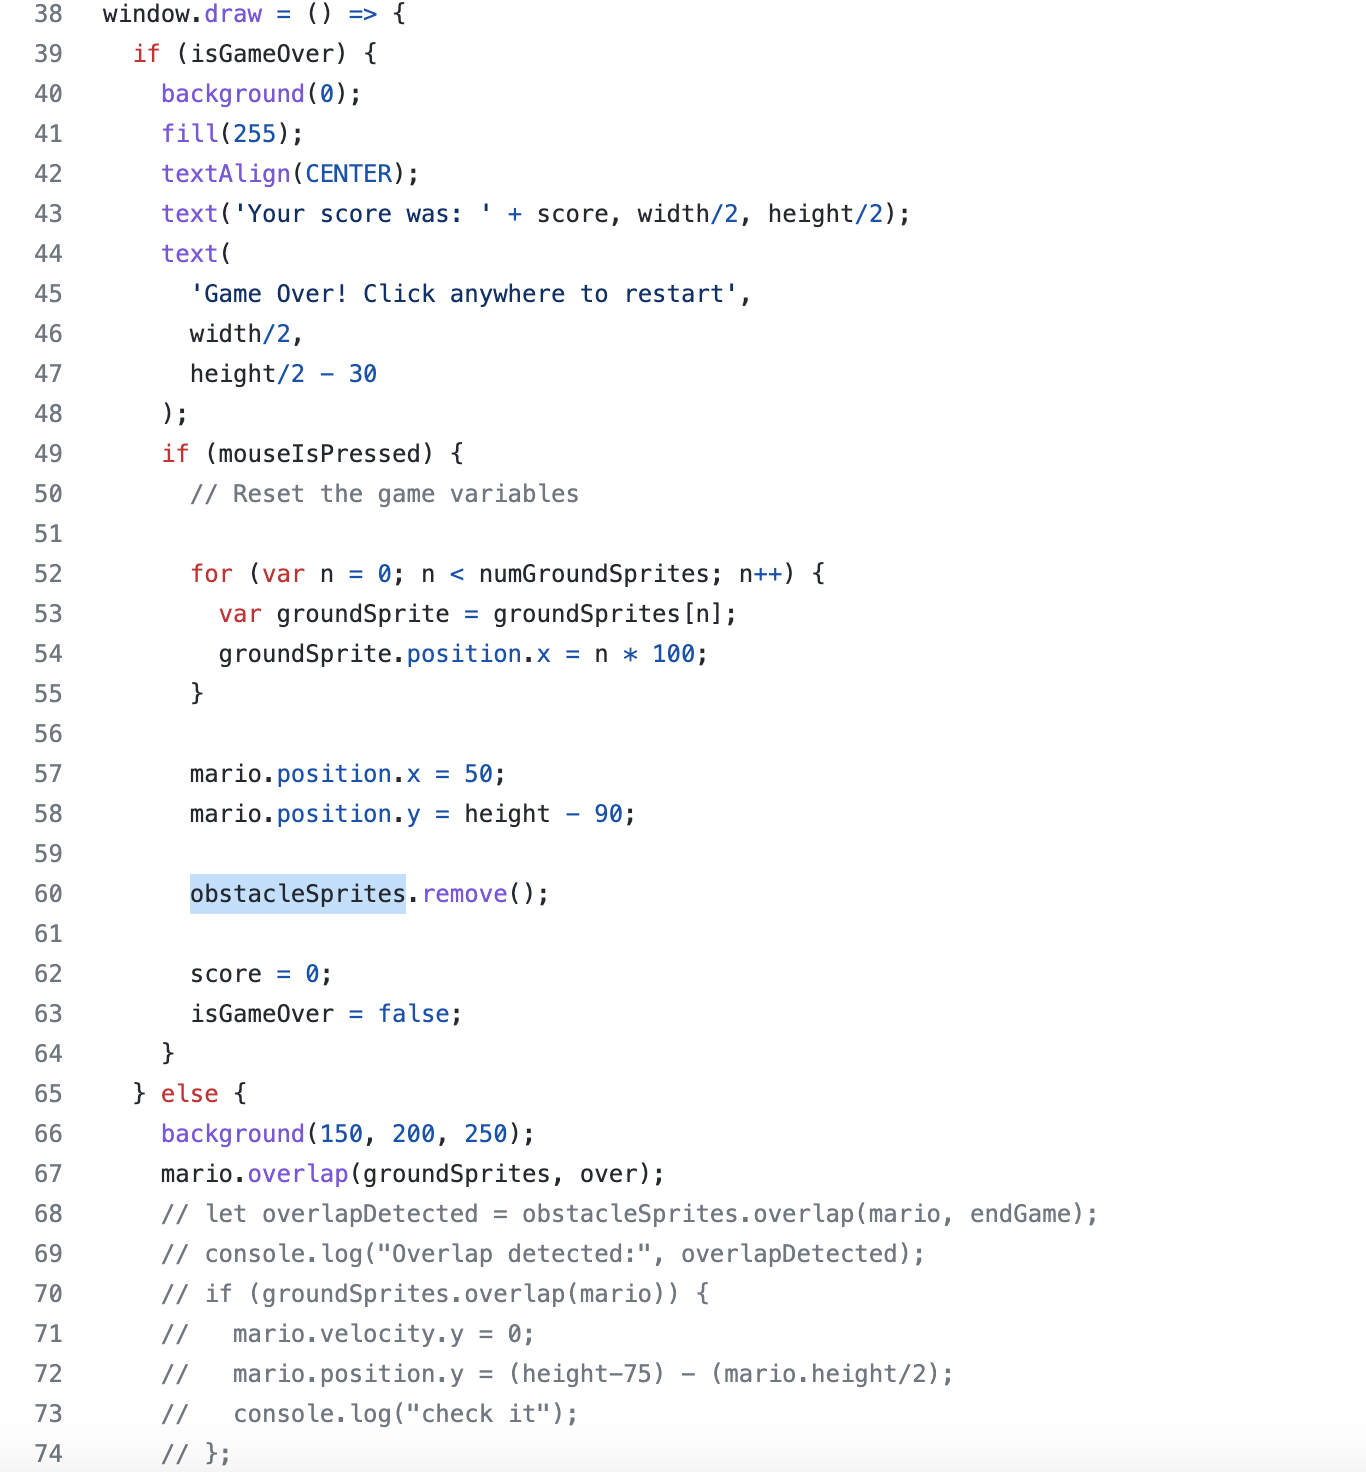 38 window.draw = () => {
39 if (isGameOver) {
40 background(0);
41 fill(255);
42 textAlign(CENTER);
43 text('Your score was: ' + score, width/2, height/2);
44 text(
45 'Game Over! Click anywhere to restart',
46 width/2,
47 height/2 - 30
48 );
49 if (mouseIsPressed) {
50 // Reset the game variables
51
52 for (var n = 0; n < numGroundSprites; n++) {
53 var groundSprite = groundSprites[n];
54 groundSprite.position.x = n * 100;
55 }
56
57 mario.position.x = 50;
58 mario.position.y = height - 90;
59
60 obstacleSprites.remove();
61
62 score = 0;
63 isGameOver = false;
64 }
65 } else {
66 background(150, 200, 250);
67 mario.overlap(groundSprites, over);
68 // let overlapDetected = obstacleSprites.overlap(mario, endGame);
69 // console.log("Overlap detected:", overlapDetected);
70 // if (groundSprites.overlap(mario)) {
71 // mario.velocity.y = 0;
72 // mario.position.y = (height-75) - (mario.height/2);
73 // console.log("check it");
74 // };